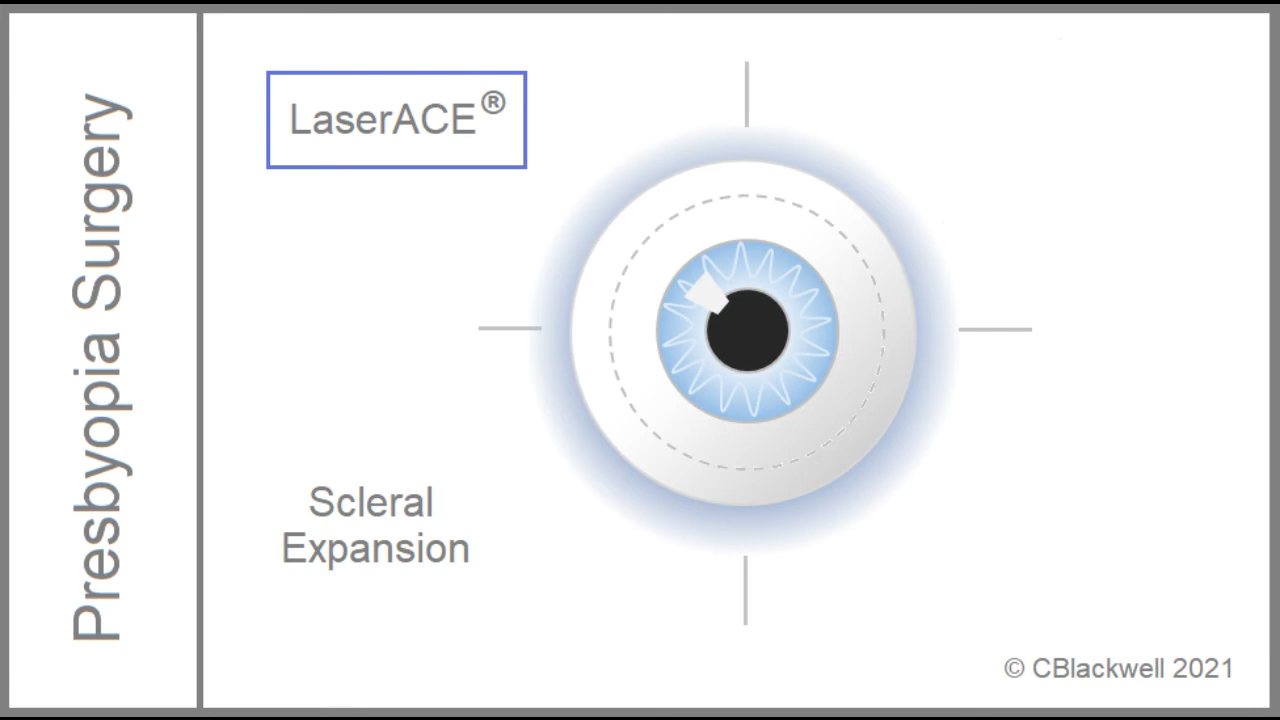 Presbyopia Surgery
LaserACE®
Scleral
Expansion
© CBlackwell 2021